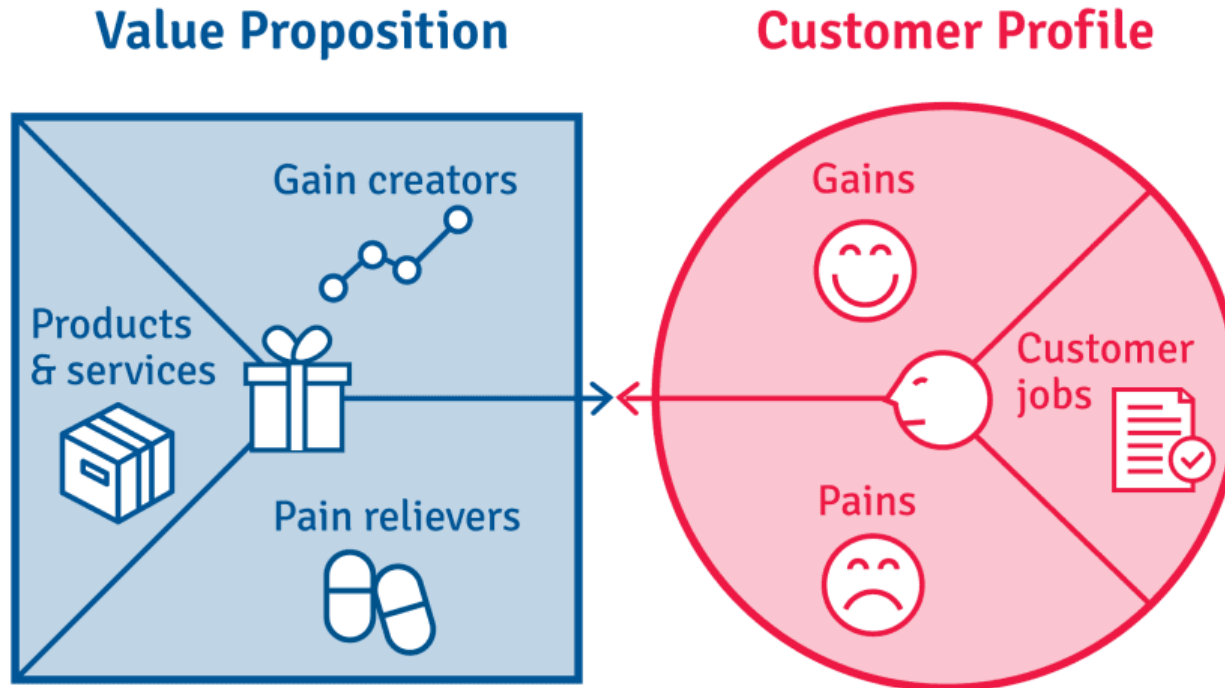 Value Proposition
Customer Profile
Gain creators
Products
& services
Pain relievers
Gains
Customer
jobs
Pains